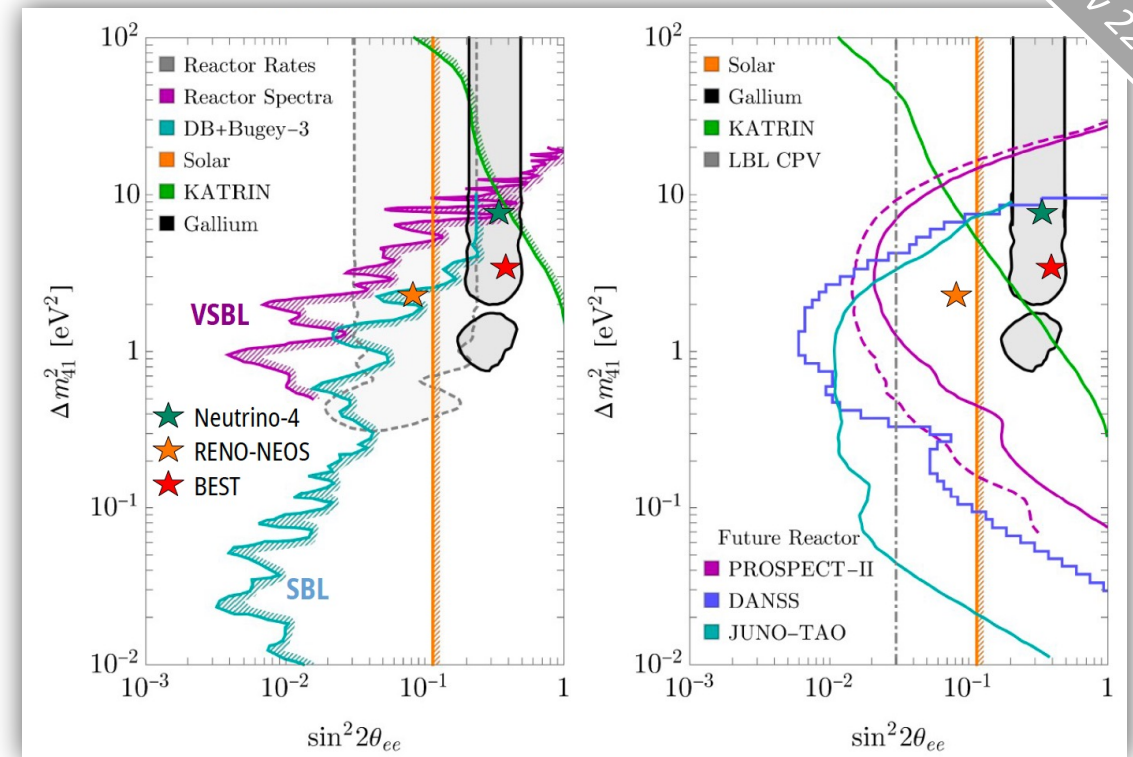 v 22
10²
10
1
10⁻¹
10⁻²
Δm²₄₁ [eV²]
Reactor Rates
Reactor Spectra
DB+Bugey−3
Solar
KATRIN
Gallium
VSBL
Neutrino-4
RENO-NEOS
BEST
SBL
10⁻³
10⁻²
10⁻¹
1
sin²2θₑₑ
10²
10
1
10⁻¹
10⁻²
Δm²₄₁ [eV²]
Solar
Gallium
KATRIN
LBL CPV
Future Reactor
PROSPECT−II
DANSS
JUNO−TAO
10⁻³
10⁻²
10⁻¹
1
sin²2θₑₑ